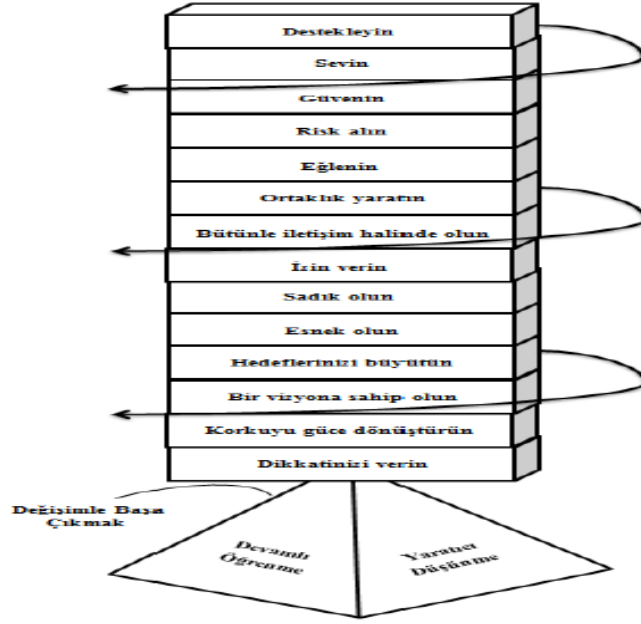 Destekleyin
Sevin
Güvenin
Risk alın
Eğlenin
Ortaklık yaratın
Bütünle iletişim halinde olun
İzin verin
Sadık olun
Esnek olun
Hedeflerinizi büyütün
Bir vizyona sahip olun
Korkuyu güce dönüştürün
Dikkatinizi verin
Değişimle Başa
Çıkmak
Devamlı
Öğrenme
Yaratıcı
Düşünme